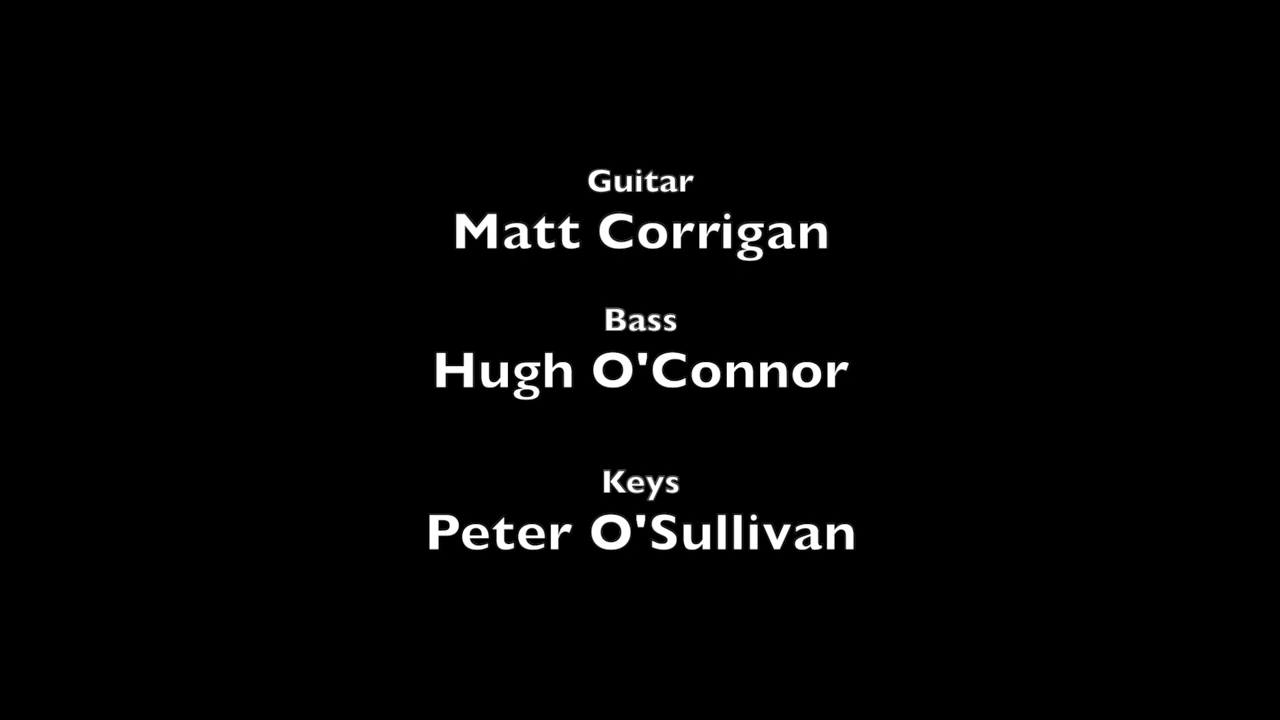 Guitar
Matt Corrigan
Bass
Hugh O'Connor
Keys
Peter O'Sullivan